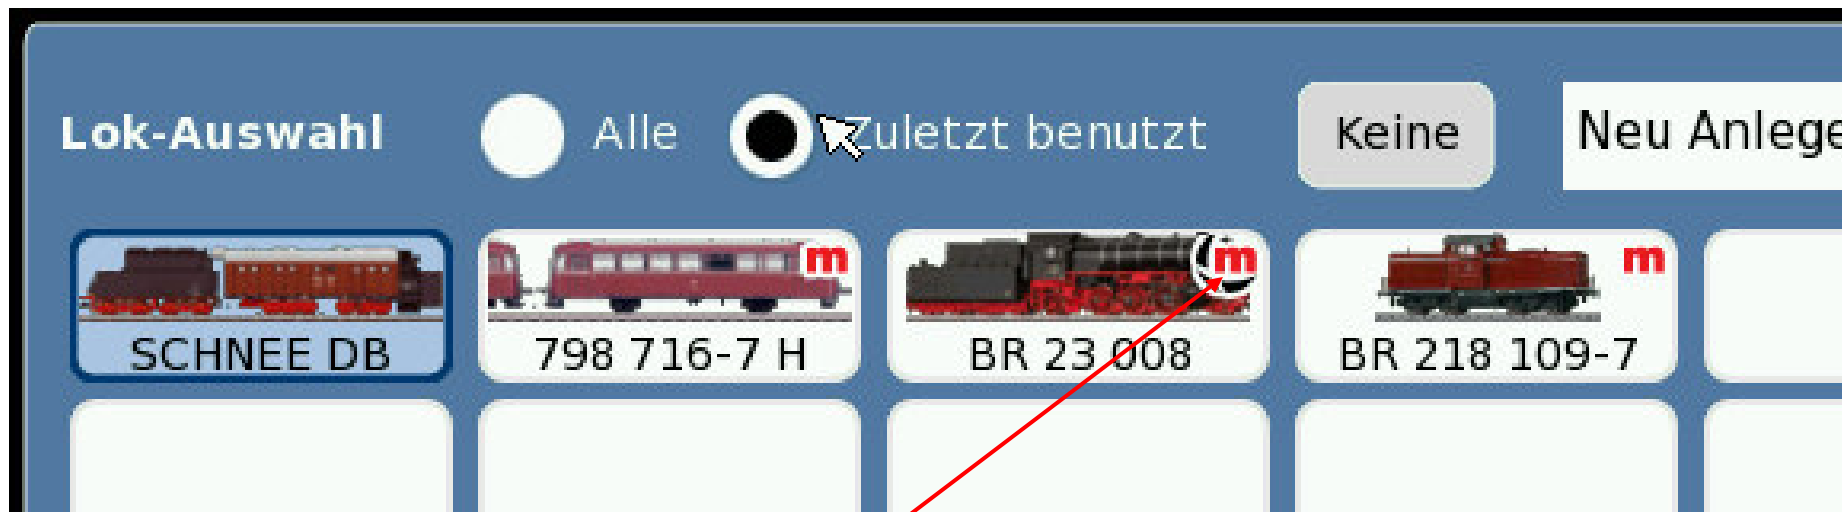 Lok-Auswahl Alle Zuletzt benutzt Keine Neu Anlege
m m m
SCHNEE DB 798 716-7 H BR 23 008 BR 218 109-7